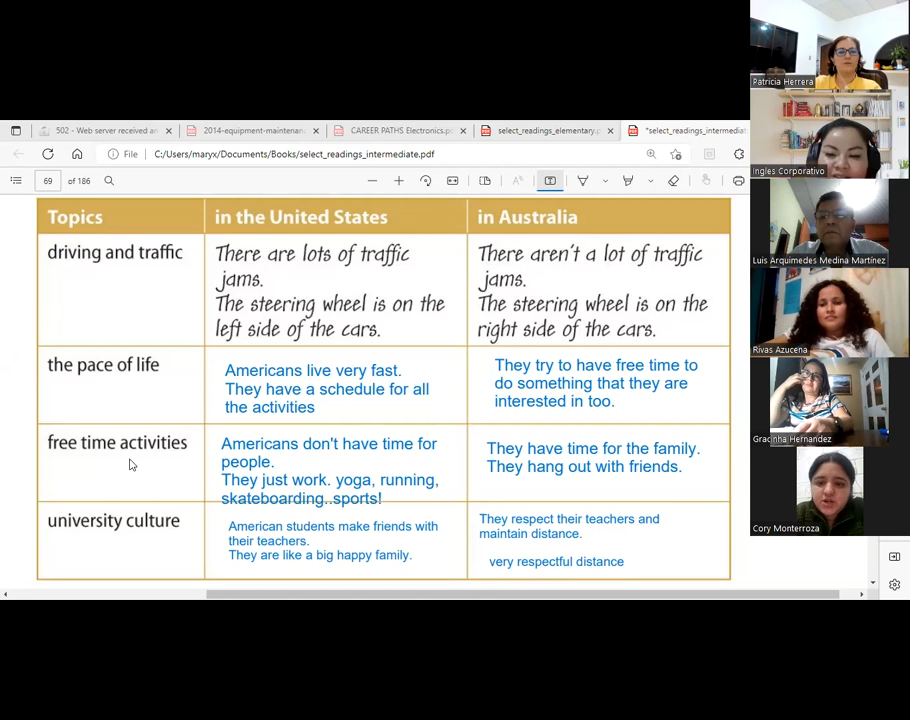 502 - Web server received an
2014-equipment-maintenanc
CAREER PATHS Electronics.pc
select_readings_elementary.pdf
*select_readings_intermediate
File
C:/Users/maryx/Documents/Books/select_readings_intermediate.pdf
69
of 186
Topics
in the United States
in Australia
driving and traffic
There are lots of traffic
jams.
The steering wheel is on the
left side of the cars.
There aren't a lot of traffic
jams.
The steering wheel is on the
right side of the cars.
the pace of life
Americans live very fast.
They have a schedule for all
the activities
They try to have free time to
do something that they are
interested in too.
free time activities
Americans don't have time for
people.
They just work. yoga, running,
skateboarding..sports!
They have time for the family.
They hang out with friends.
university culture
American students make friends with
their teachers.
They are like a big happy family.
They respect their teachers and
maintain distance.
very respectful distance
Patricia Herrera
Ingles Corporativo
Luis Arquimedes Medina Martínez
Rivas Azucena
Gracinha Hernandez
Cory Monterroza